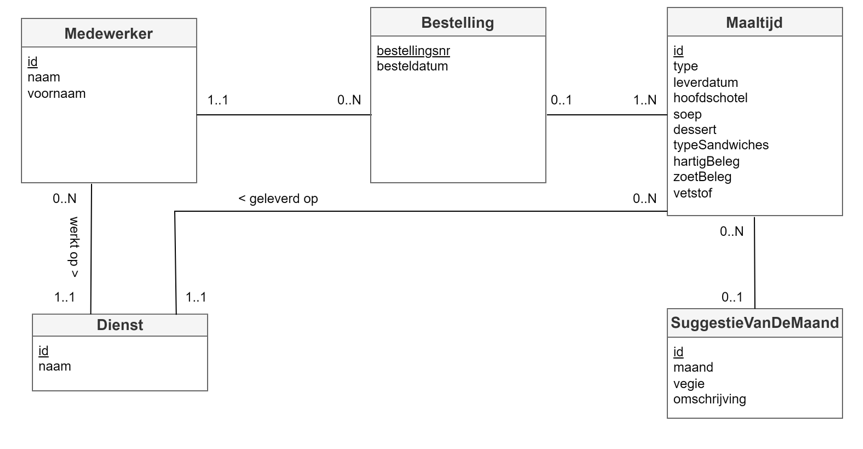 Medewerker
id
naam
voornaam
1..1
0..N
Bestelling
bestellingsnr
besteldatum
0..1
1..N
Maaltijd
id
type
leverdatum
hoofdschotel
soep
dessert
typeSandwiches
hartigBeleg
zoetBeleg
vetstof
0..N
werkt op >
1..1
< geleverd op
0..N
1..1
Dienst
id
naam
0..N
0..1
SuggestieVanDeMaand
id
maand
vegie
omschrijving